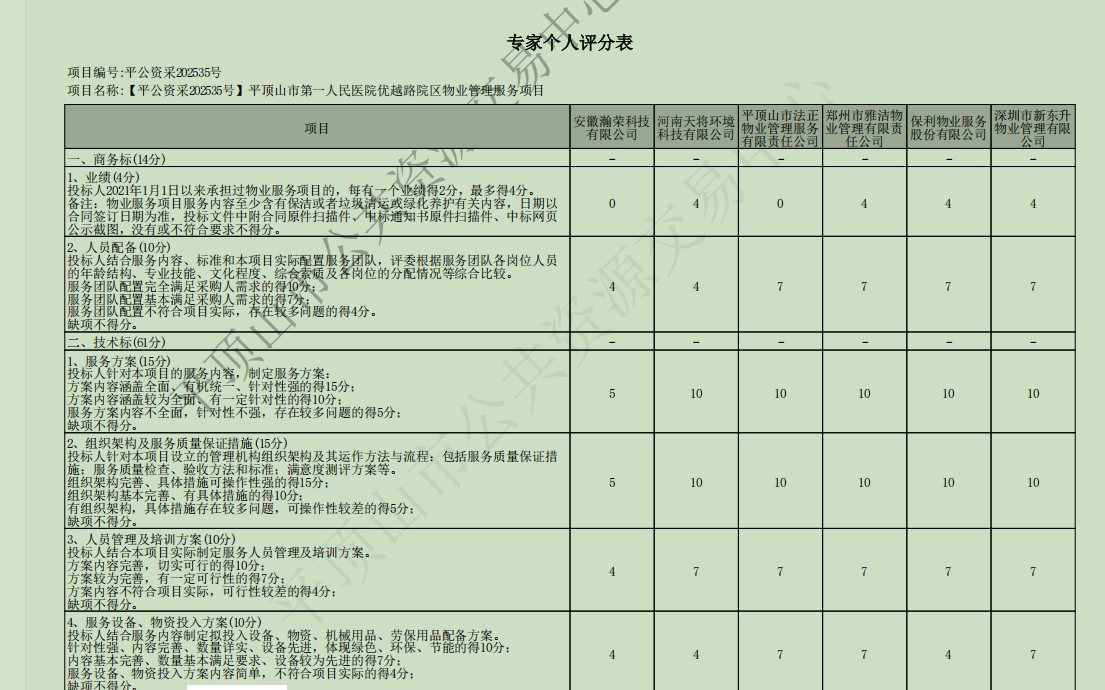 专家个人评分表
项目编号:平公资采202535号
项目名称:【平公资采202535号】平顶山市第一人民医院优越路院区物业管理服务项目
项目
安徽瀚荣科技
有限公司
河南天将环境
科技有限公司
平顶山市法正
物业管理服务
有限责任公司
郑州市雅洁物
业管理有限责
任公司
保利物业服务
股份有限公司
深圳市新东升
物业管理有限
公司
一、商务标(14分)
— — — — — —
1、业绩(4分)
投标人2021年1月1日以来承担过物业服务项目的，每有一个业绩得2分，最多得4分。
备注：物业服务项目服务内容至少含有保洁或者垃圾清运或绿化养护有关内容，日期以
合同签订日期为准，投标文件中附合同原件扫描件、中标通知书原件扫描件、中标网页
公示截图，没有或不符合要求不得分。
0 4 0 4 4 4
2、人员配备(10分)
投标人结合服务内容、标准和本项目实际配置服务团队，评委根据服务团队各岗位人员
的年龄结构、专业技能、文化程度、综合素质及各岗位的分配情况等综合比较。
服务团队配置完全满足采购人需求的得10分；
服务团队配置基本满足采购人需求的得7分；
服务团队配置不符合项目实际，存在较多问题的得4分。
缺项不得分。
4 4 7 7 7 7
二、技术标(61分)
— — — — — —
1、服务方案(15分)
投标人针对本项目的服务内容，制定服务方案；
方案内容涵盖全面、有机统一、针对性强的得15分；
方案内容涵盖较为全面、有一定针对性的得10分；
服务方案内容不全面，针对性不强，存在较多问题的得5分；
缺项不得分。
5 10 10 10 10 10
2、组织架构及服务质量保证措施(15分)
投标人针对本项目设立的管理机构组织架构及其运作方法与流程；包括服务质量保证措
施；服务质量检查、验收方法和标准；满意度测评方案等。
组织架构完善、具体措施可操作性强的得15分；
组织架构基本完善、有具体措施的得10分；
有组织架构，具体措施存在较多问题，可操作性较差的得5分；
缺项不得分。
5 10 10 10 10 10
3、人员管理及培训方案(10分)
投标人结合本项目实际制定服务人员管理及培训方案。
方案内容完善，切实可行的得10分；
方案较为完善，有一定可行性的得7分；
方案内容不符合项目实际，可行性较差的得4分；
缺项不得分。
4 7 7 7 7 7
4、服务设备、物资投入方案(10分)
投标人结合服务内容制定拟投入设备、物资、机械用品、劳保用品配备方案。
针对性强、内容完善、数量详实、设备先进，体现绿色、环保、节能的得10分；
内容基本完善、数量基本满足要求、设备较为先进的得7分；
服务设备、物资投入方案内容简单，不符合项目实际的得4分；
缺项不得分。
4 4 7 7 4 7
平顶山市公共资源交易中心
平顶山市公共资源交易中心